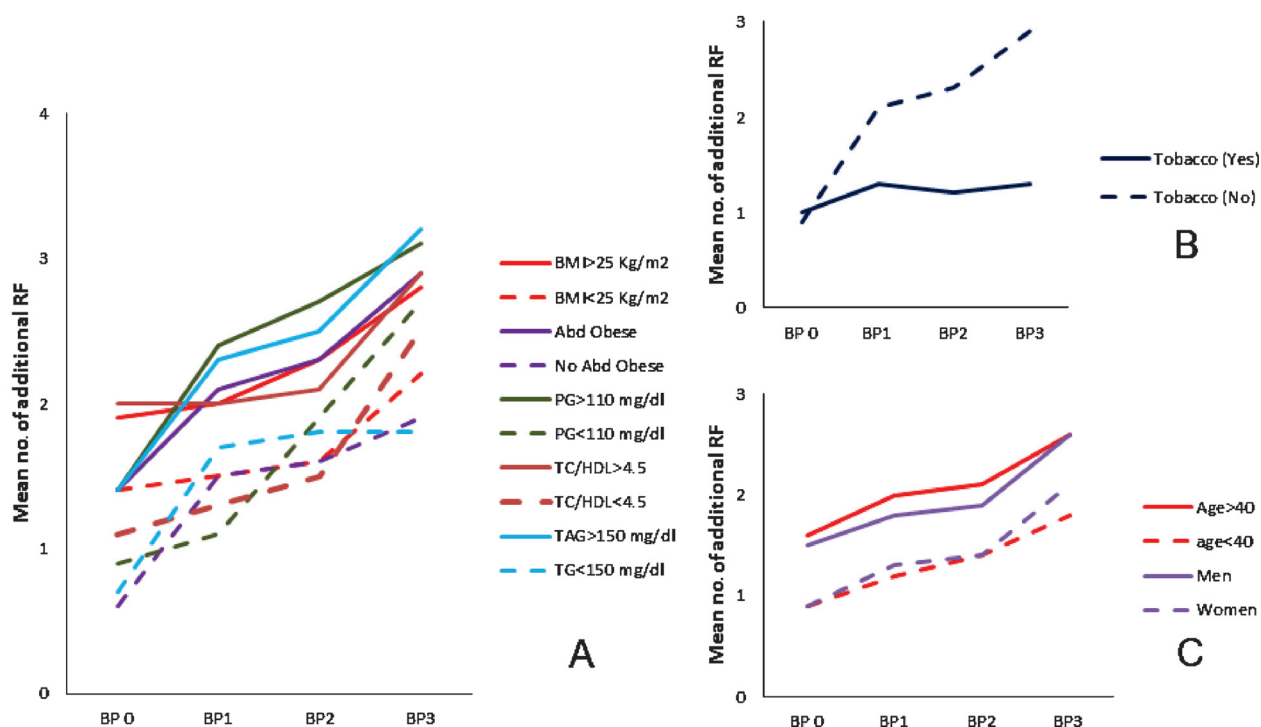 Mean no. of additional RF
4
3
2
1
0
BP 0 BP1 BP2 BP3
BMI>25 Kg/m2
BMI<25 Kg/m2
Abd Obese
No Abd Obese
PG>110 mg/dl
PG<110 mg/dl
TC/HDL>4.5
TC/HDL<4.5
TAG>150 mg/dl
TG<150 mg/dl
A
Mean no. of additional RF
3
2
1
0
BP 0 BP1 BP2 BP3
Tobacco (Yes)
Tobacco (No)
B
Mean no. of additional RF
3
2
1
0
BP 0 BP1 BP2 BP3
Age>40
age<40
Men
Women
C